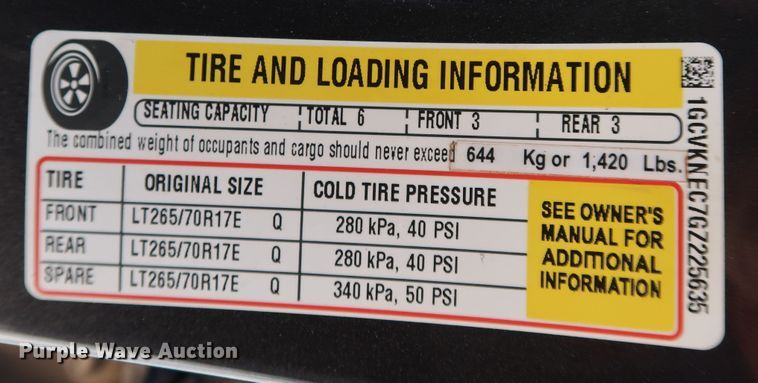 TIRE AND LOADING INFORMATION
SEATING CAPACITY TOTAL 6 FRONT 3 REAR 3
The combined weight of occupants and cargo should never exceed 644 Kg or 1,420 Lbs.
TIRE ORIGINAL SIZE COLD TIRE PRESSURE
FRONT LT265/70R17E Q 280 kPa, 40 PSI
REAR LT265/70R17E Q 280 kPa, 40 PSI
SPARE LT265/70R17E Q 340 kPa, 50 PSI
SEE OWNER'S
MANUAL FOR
ADDITIONAL
INFORMATION
1GCVKNEC7GZ225635
Purple Wave Auction